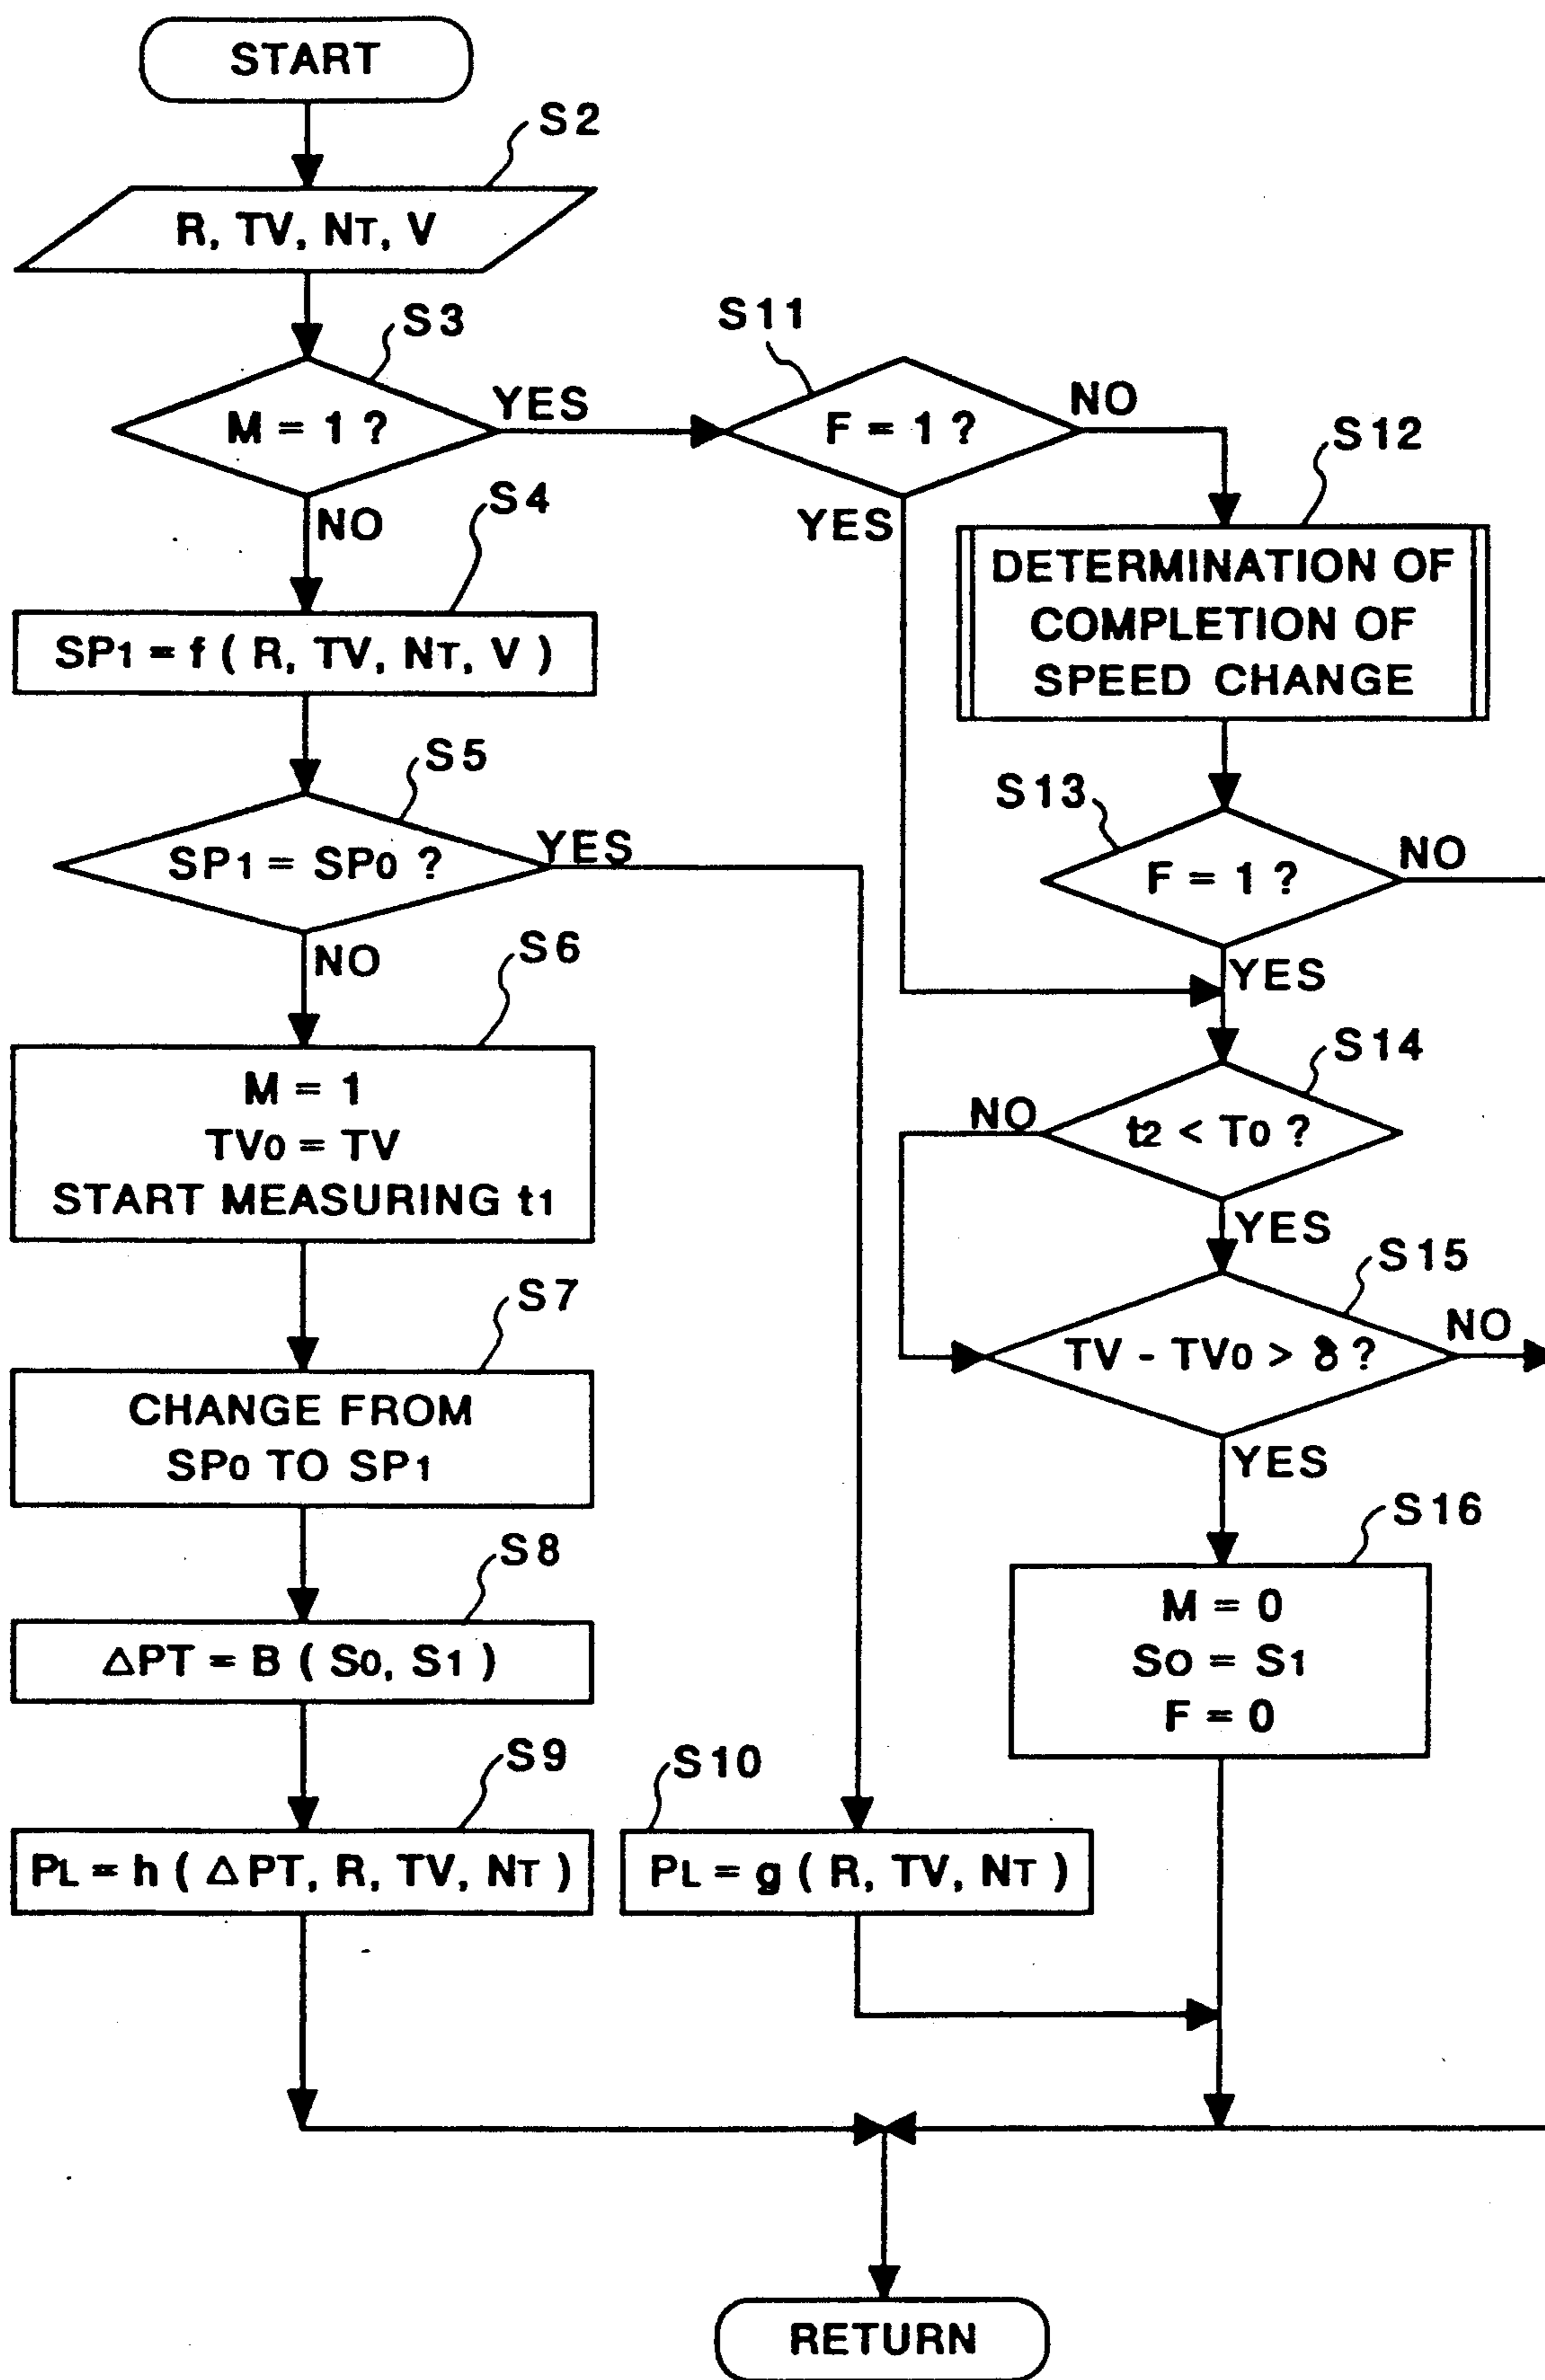 START
S2
R, TV, NT, V
S3
M = 1 ?
YES
NO
S11
F = 1 ?
NO
YES
S12
DETERMINATION OF
COMPLETION OF
SPEED CHANGE
S4
SP1 = f ( R, TV, NT, V )
S5
SP1 = SP0 ?
YES
NO
S13
F = 1 ?
NO
YES
S6
M = 1
TV0 = TV
START MEASURING t1
S14
t2 < T0 ?
NO
YES
S7
CHANGE FROM
SP0 TO SP1
S15
TV - TV0 > δ ?
NO
YES
S8
ΔPT = B ( S0, S1 )
S16
M = 0
S0 = S1
F = 0
S9
PL = h ( ΔPT, R, TV, NT )
S10
PL = g ( R, TV, NT )
RETURN